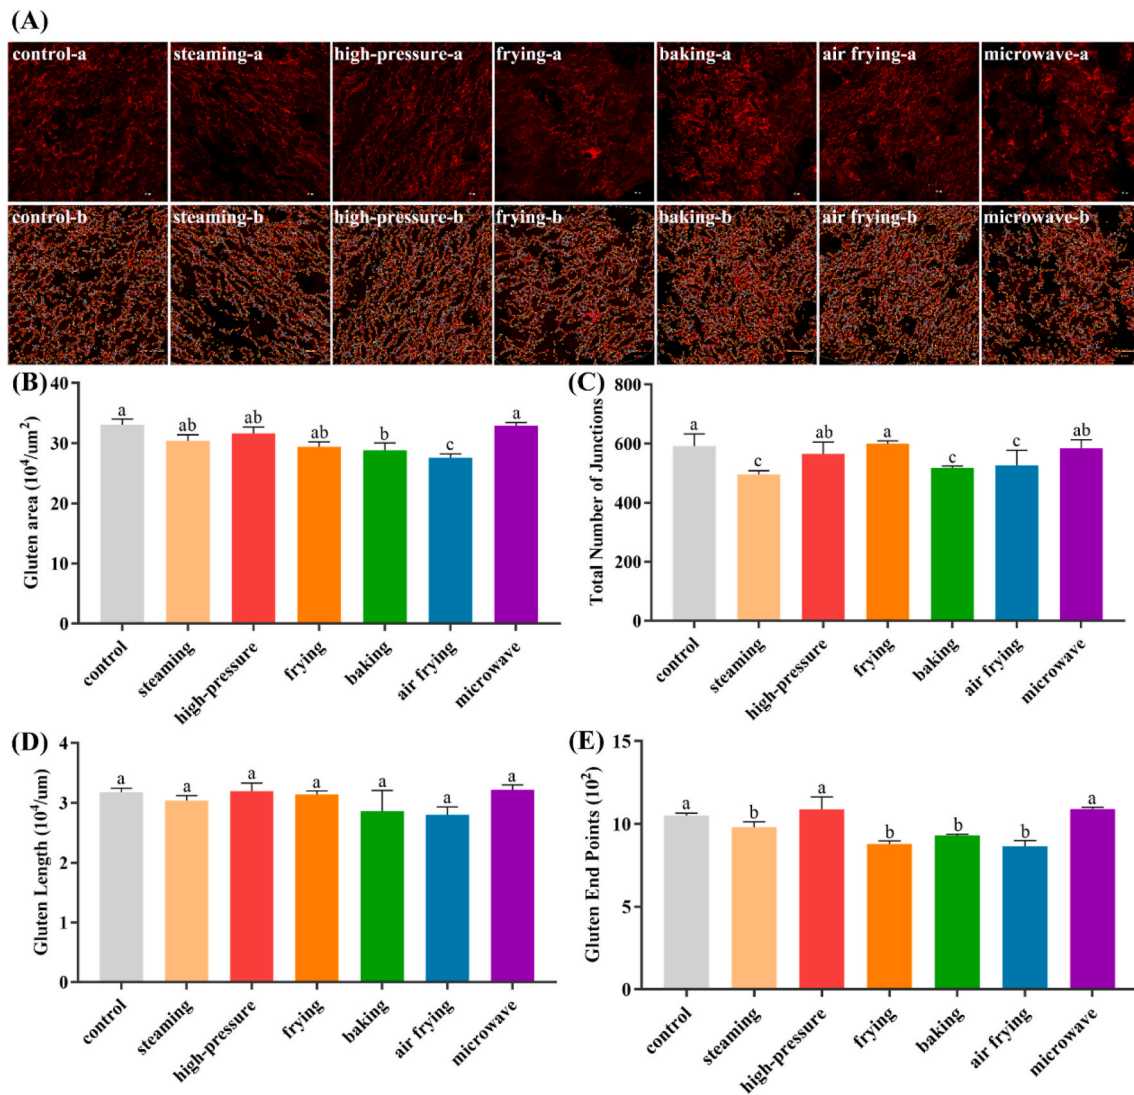 (A)
control-a steaming-a high-pressure-a frying-a baking-a air frying-a microwave-a
control-b steaming-b high-pressure-b frying-b baking-b air frying-b microwave-b
(B)
Gluten area (10⁴/um²)
40
30
20
10
0
a ab ab ab b c a
control steaming high-pressure frying baking air frying microwave
(C)
Total Number of Junctions
800
600
400
200
0
a c ab a c c ab
control steaming high-pressure frying baking air frying microwave
(D)
Gluten Length (10⁴/um)
4
3
2
1
0
a a a a a a a
control steaming high-pressure frying baking air frying microwave
(E)
Gluten End Points (10²)
15
10
5
0
a b a b b b a
control steaming high-pressure frying baking air frying microwave